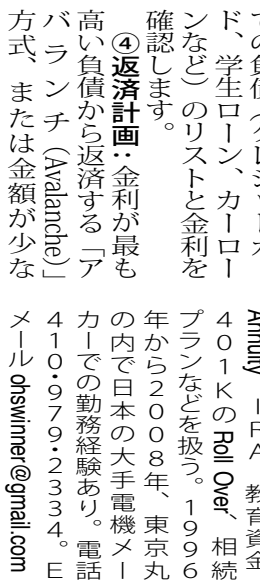 ての負債（クレジットカー
ド、学生ローン、カーロー
ンなど）のリストと金利を
確認します。
④返済計画：金利が最も
高い負債から返済する「ア
バランチ（Avalanche）」
方式、または金額が少な
Annuity IRA 教育資金
401KのRoll Over、相続
プランなどを扱う。1996
年から2008年、東京丸
の内で日本の大手電機メー
カーでの勤務経験あり。電話
410・979・2334。E
メール ohswinner@gmail.com